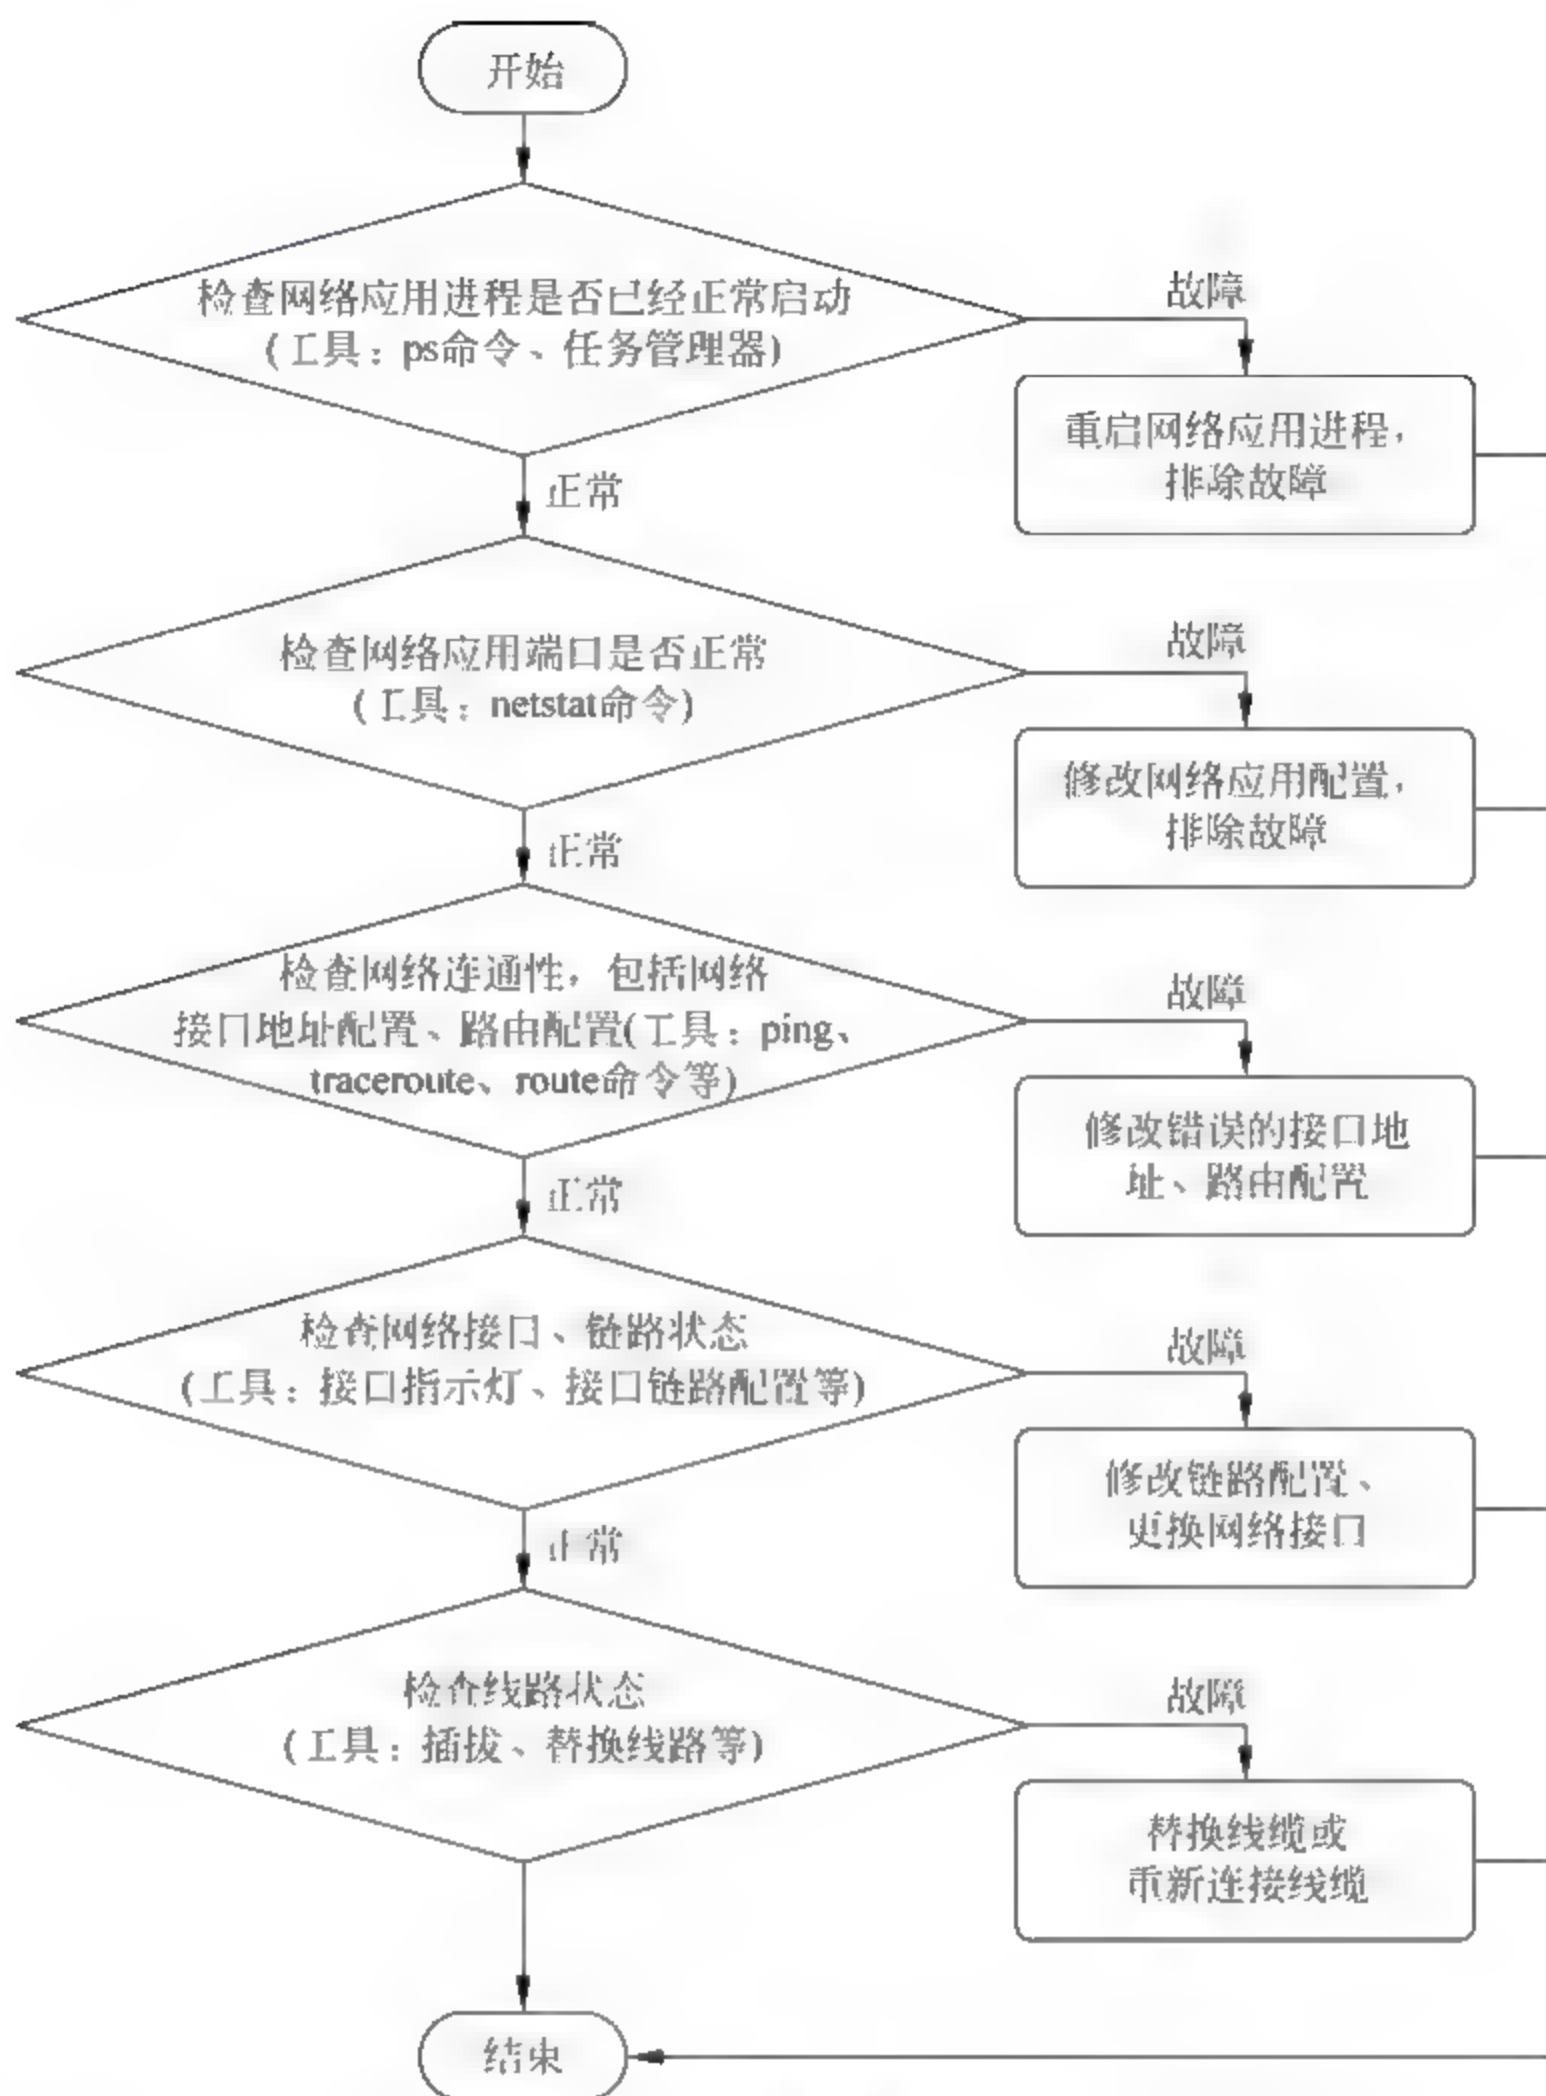 开始
检查网络应用进程是否已经正常启动
(工具：ps命令、任务管理器)
故障
重启网络应用进程，
排除故障
正常
检查网络应用端口是否正常
(工具：netstat命令)
故障
修改网络应用配置，
排除故障
正常
检查网络连通性，包括网络
接口地址配置、路由配置(工具：ping、
traceroute、route命令等)
故障
修改错误的接口地
址、路由配置
正常
检查网络接口、链路状态
(工具：接口指示灯、接口链路配置等)
故障
修改链路配置、
更换网络接口
正常
检查线路状态
(工具：插拔、替换线路等)
故障
替换线缆或
重新连接线缆
结束